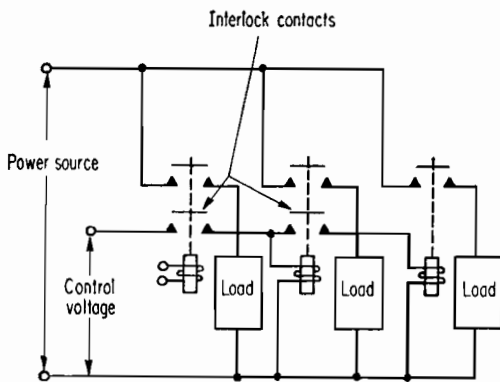 Interlock contacts
Power source
Control
voltage
Load
Load
Load